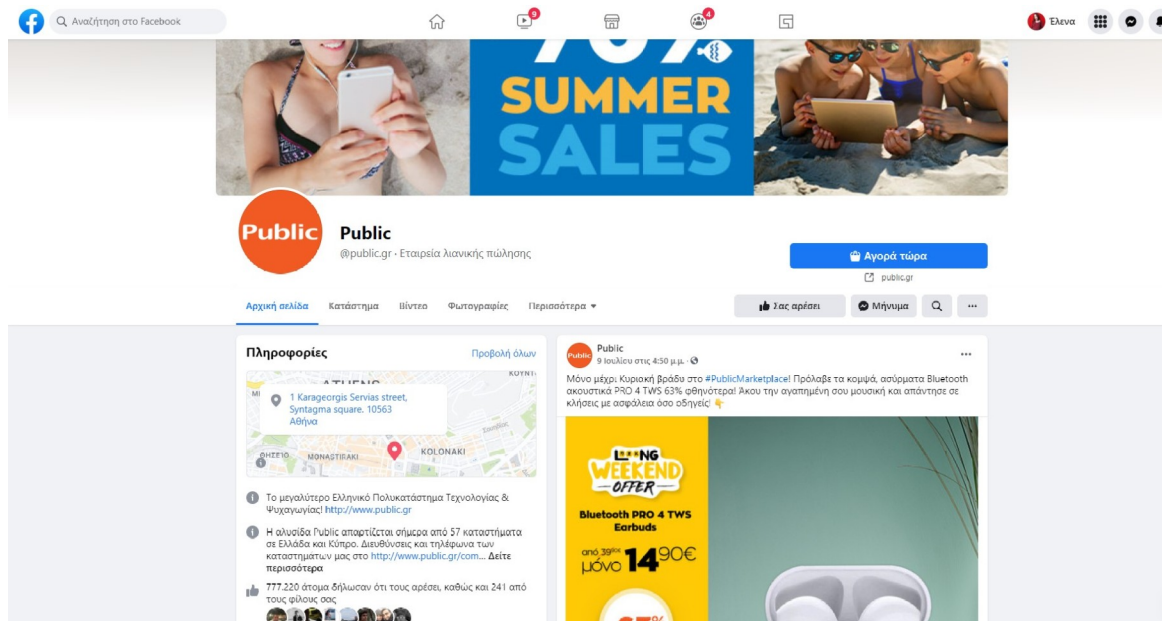 Αναζήτηση στο Facebook
9
4
Έλενα
SUMMER
SALES
Public
Public
@public.gr · Εταιρεία λιανικής πώλησης
Αγορά τώρα
public.gr
Αρχική σελίδα Κατάστημα Βίντεο Φωτογραφίες Περισσότερα
Σας αρέσει
Μήνυμα
Πληροφορίες
Προβολή όλων
1 Karageorgis Servias street,
Syntagma square. 10563
Αθήνα
MONASTIRAKI
KOLONAKI
Το μεγαλύτερο Ελληνικό Πολυκατάστημα Τεχνολογίας &
Ψυχαγωγίας! http://www.public.gr
Η αλυσίδα Public απαρτίζεται σήμερα από 57 καταστήματα
σε Ελλάδα και Κύπρο. Διευθύνσεις και τηλέφωνα των
καταστημάτων μας στο http://www.public.gr/com... Δείτε
περισσότερα
777.220 άτομα δήλωσαν ότι τους αρέσει, καθώς και 241 από
τους φίλους σας
Public
Public
9 Ιουλίου στις 4:50 μ.μ. ·
Μόνο μέχρι Κυριακή βράδυ στο #PublicMarketplace! Πρόλαβε τα κομψά, ασύρματα Bluetooth
ακουστικά PRO 4 TWS 63% φθηνότερα! Άκου την αγαπημένη σου μουσική και απάντησε σε
κλήσεις με ασφάλεια όσο οδηγείς!
LOONG
WEEKEND
OFFER
Bluetooth PRO 4 TWS
Earbuds
μόνο 14,90€